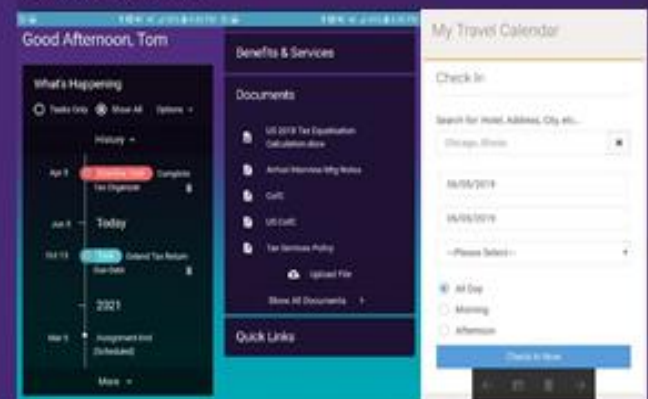 Good Afternoon, Tom
What's Happening
Tasks Only
Show All
Options
History
Apr 9
Complete
Tax Organizer
Jun 8
Today
Oct 15
Extend Tax Return
Due Date
2021
Mar 5
Assignment End
(Scheduled)
More
Benefits & Services
Documents
US 2019 Tax Equalization
Calculation.docx
Arrival Interview Mtg Notes
CofC
US CofC
Tax Services Policy
Upload File
Show All Documents
Quick Links
My Travel Calendar
Check In
Search for: Hotel, Address, City, etc...
Chicago, Illinois
06/05/2019
06/05/2019
--Please Select--
All Day
Morning
Afternoon
Check In Now